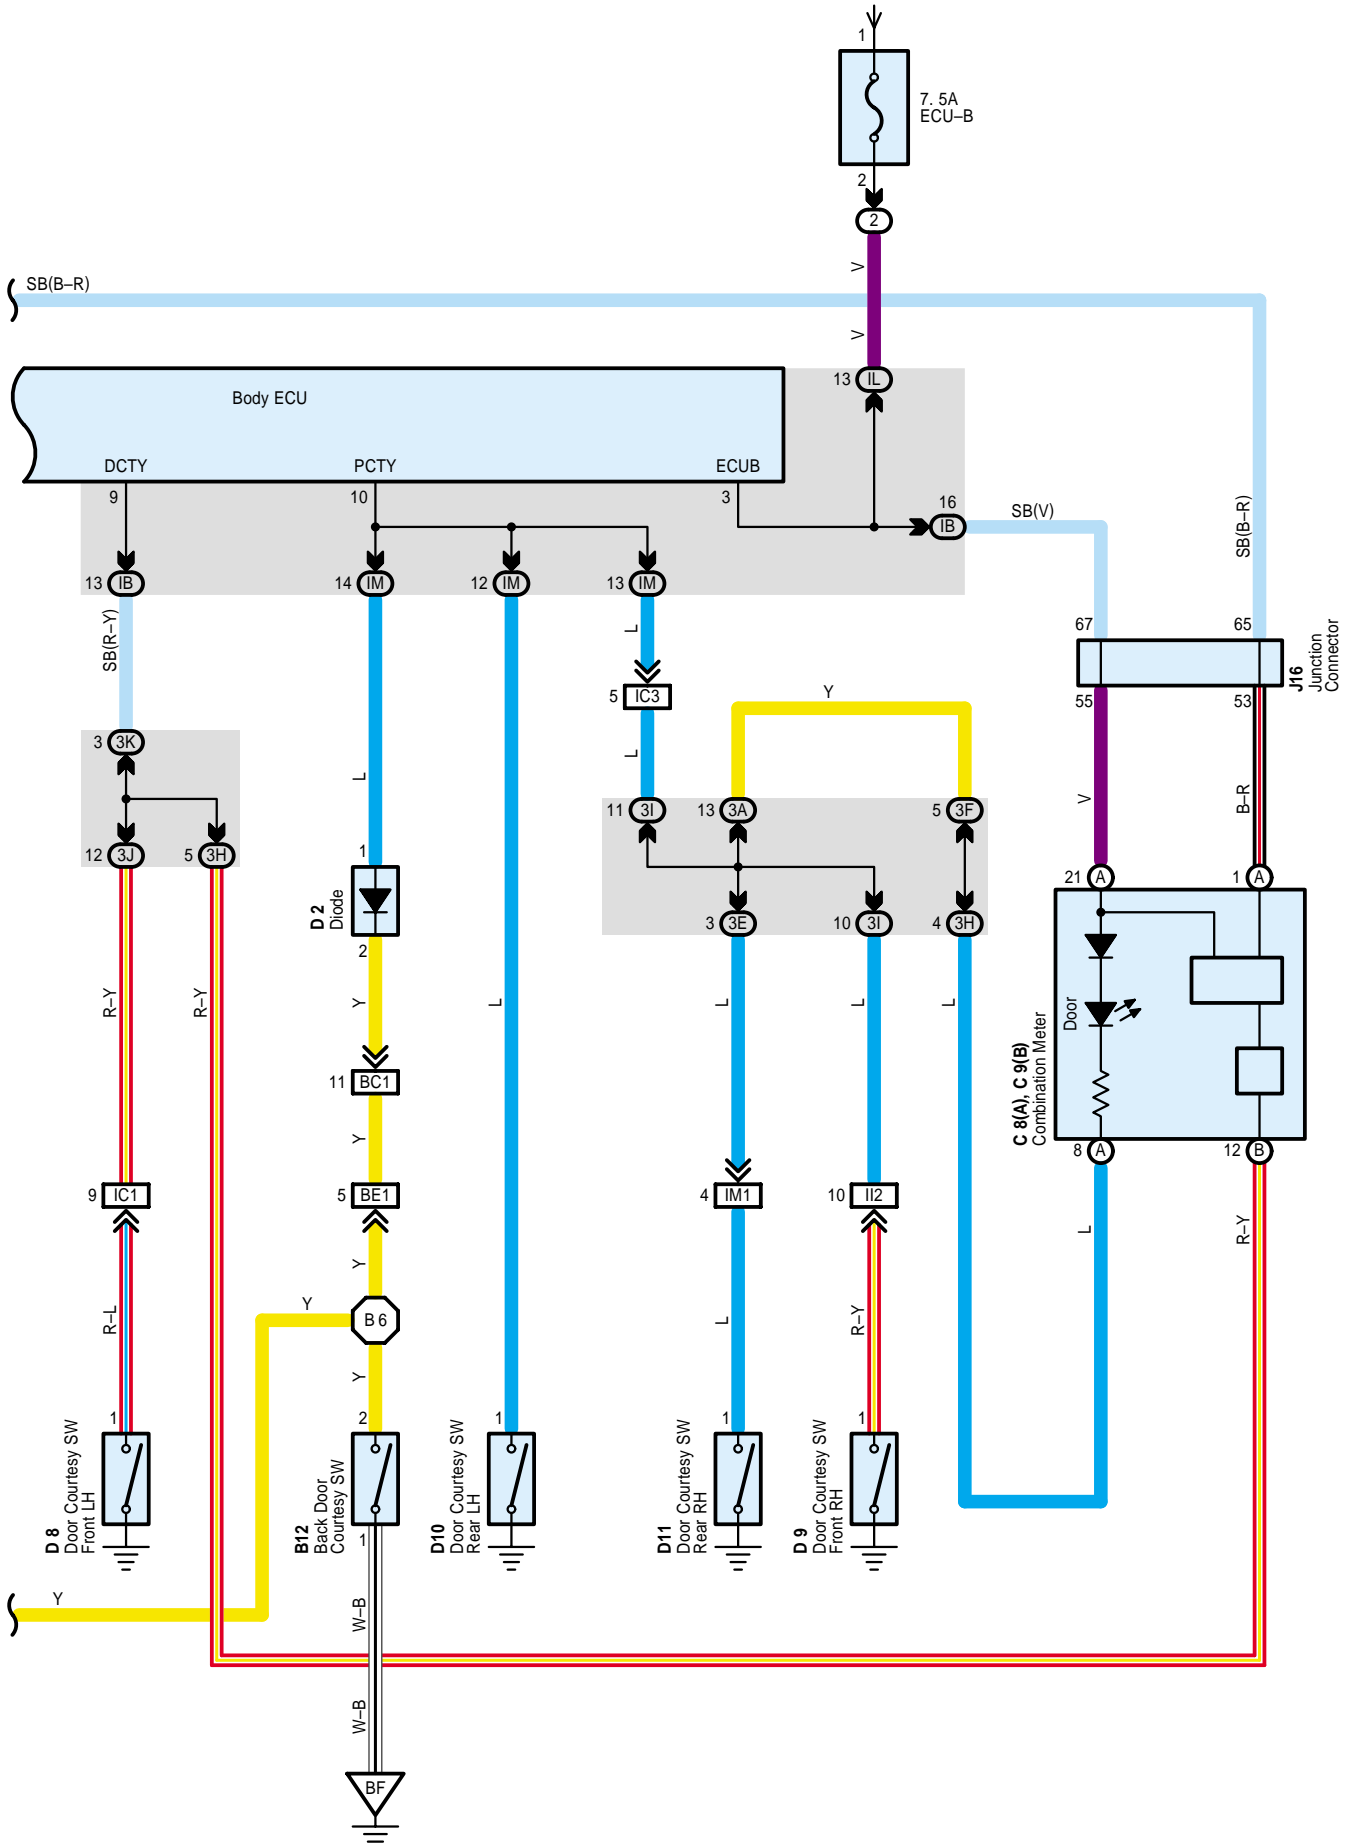 1
7. 5A
ECU–B
2
2
V
SB(B–R)
V
13 IL
Body ECU
DCTY
PCTY
ECUB
9
10
3
16
IB
SB(V)
SB(B–R)
13 IB
14 IM
12 IM
13 IM
SB(R–Y)
L
67
65
J16
Junction
Connector
5 IC3
55
53
Y
3 3K
L
L
V
B–R
11 3I
13 3A
5 3F
12 3J
5 3H
1
D 2
Diode
2
21 A
1 A
3 3E
10 3I
4 3H
R–Y
R–Y
Y
L
L
L
L
Door
C 8(A), C 9(B)
Combination Meter
11 BC1
Y
8 A
12 B
9 IC1
5 BE1
4 IM1
10 II2
L
R–Y
Y
R–L
Y
B 6
L
R–Y
Y
1
2
1
1
1
D 8
Door Courtesy SW
Front LH
B12
Back Door
Courtesy SW
D10
Door Courtesy SW
Rear LH
D11
Door Courtesy SW
Rear RH
D 9
Door Courtesy SW
Front RH
1
Y
W–B
W–B
BF